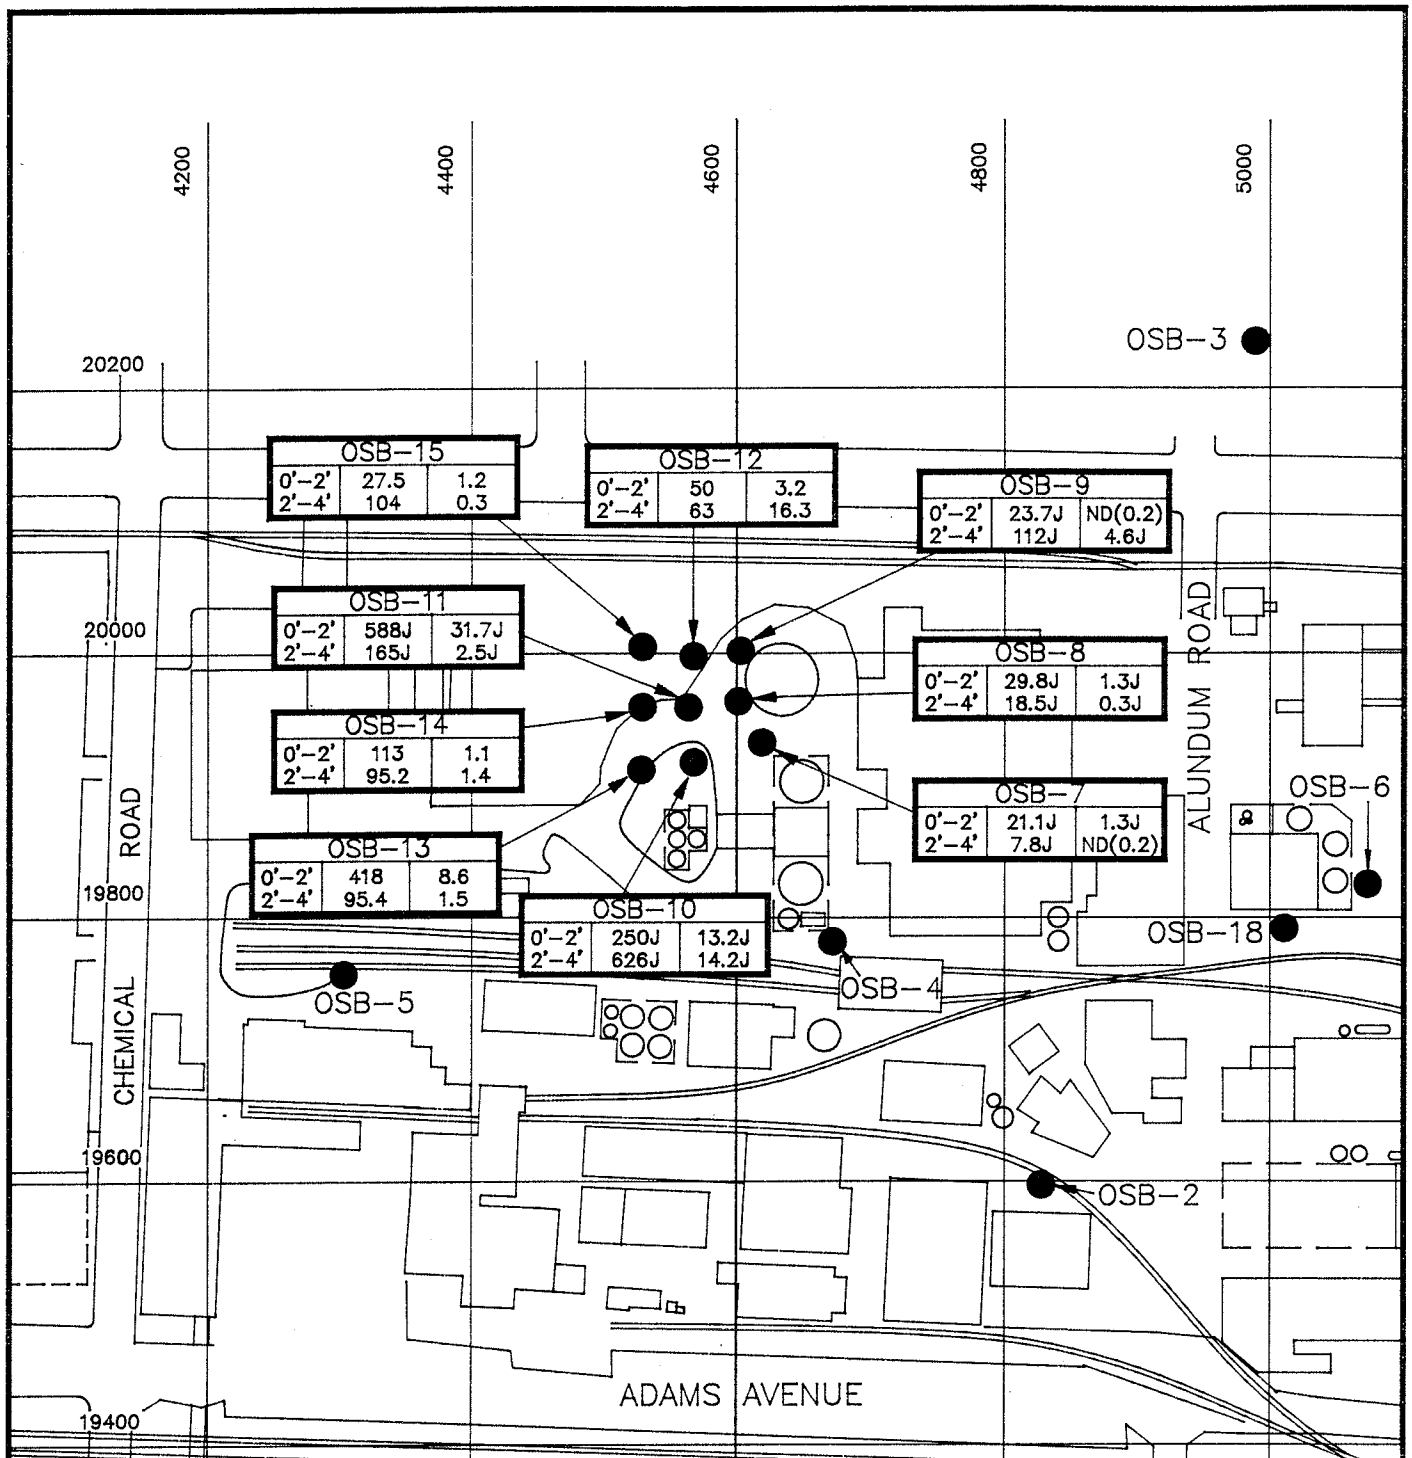 4200
4400
4600
4800
5000
OSB-3
20200
OSB-15
0'-2' 27.5 1.2
2'-4' 104 0.3
OSB-12
0'-2' 50 3.2
2'-4' 63 16.3
OSB-9
0'-2' 23.7J ND(0.2)
2'-4' 112J 4.6J
20000
OSB-11
0'-2' 588J 31.7J
2'-4' 165J 2.5J
OSB-8
0'-2' 29.8J 1.3J
2'-4' 18.5J 0.3J
ALUNDUM ROAD
OSB-14
0'-2' 113 1.1
2'-4' 95.2 1.4
OSB-7
0'-2' 21.1J 1.3J
2'-4' 7.8J ND(0.2)
OSB-6
CHEMICAL ROAD
OSB-13
0'-2' 418 8.6
2'-4' 95.4 1.5
19800
OSB-10
0'-2' 250J 13.2J
2'-4' 626J 14.2J
OSB-18
OSB-4
OSB-5
19600
OSB-2
ADAMS AVENUE
19400